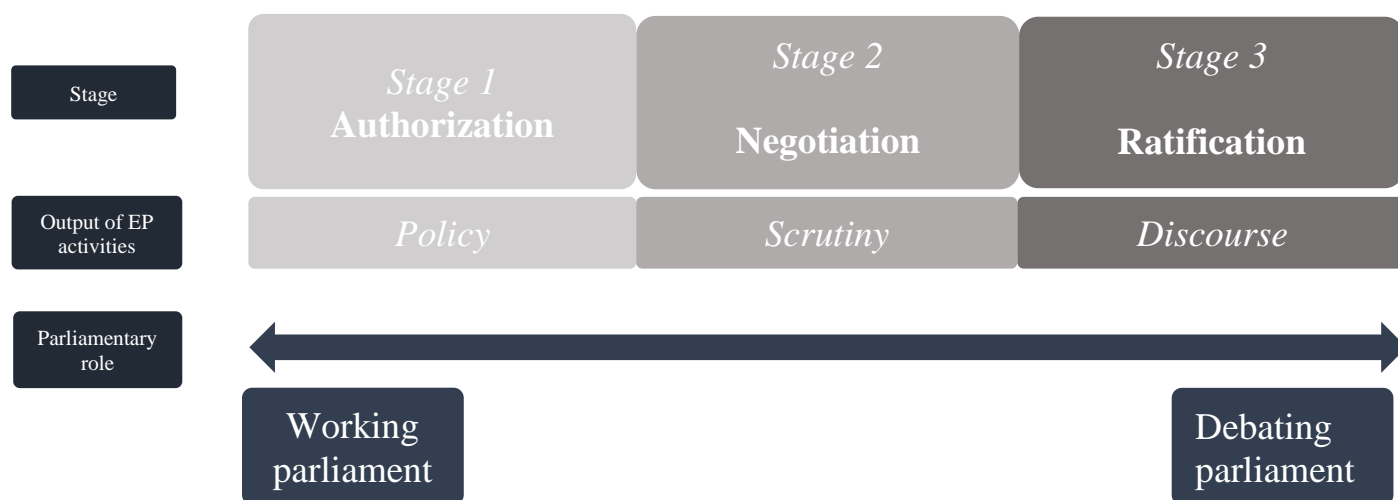 Stage
Stage 1
Authorization
Stage 2
Negotiation
Stage 3
Ratification
Output of EP
activities
Policy
Scrutiny
Discourse
Parliamentary
role
Working
parliament
Debating
parliament